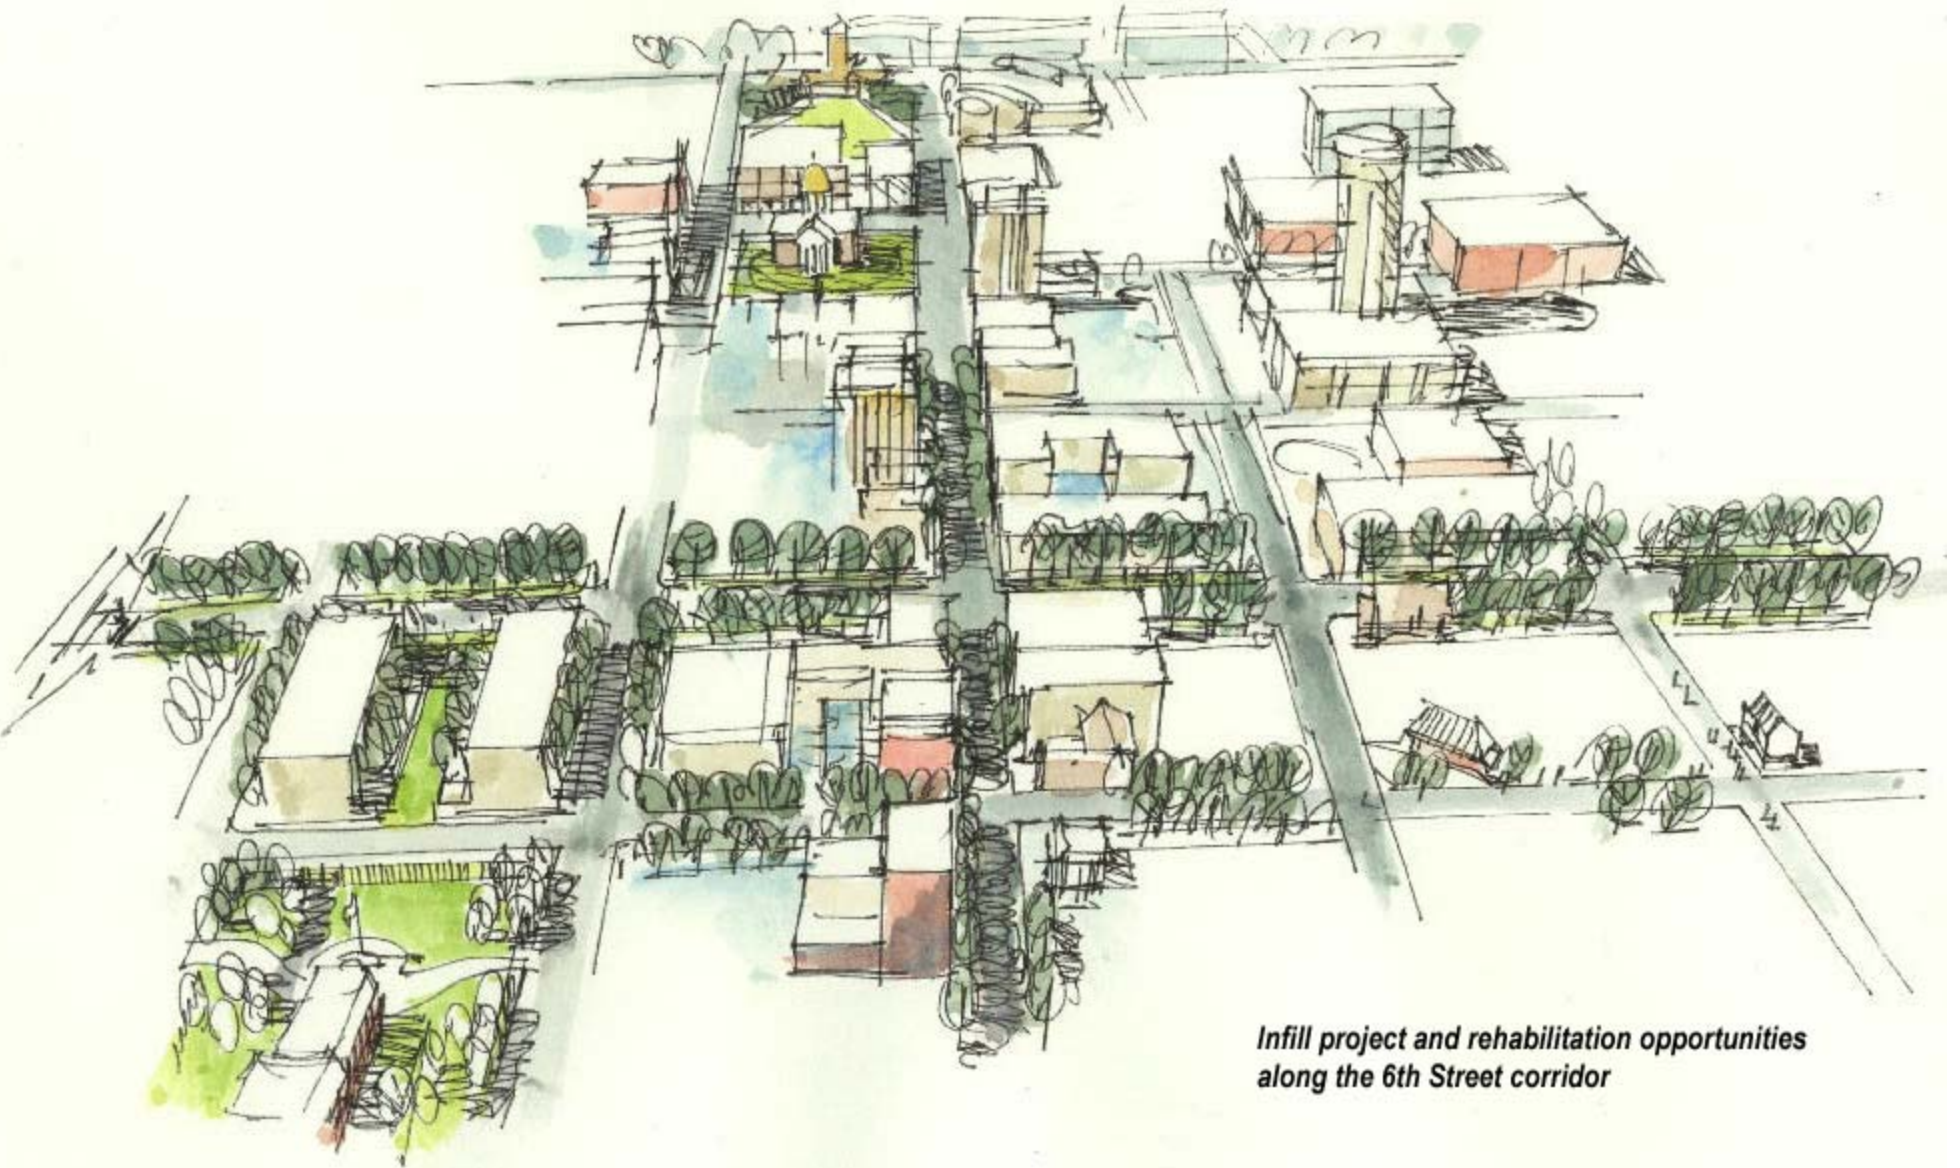 Infill project and rehabilitation opportunities
along the 6th Street corridor